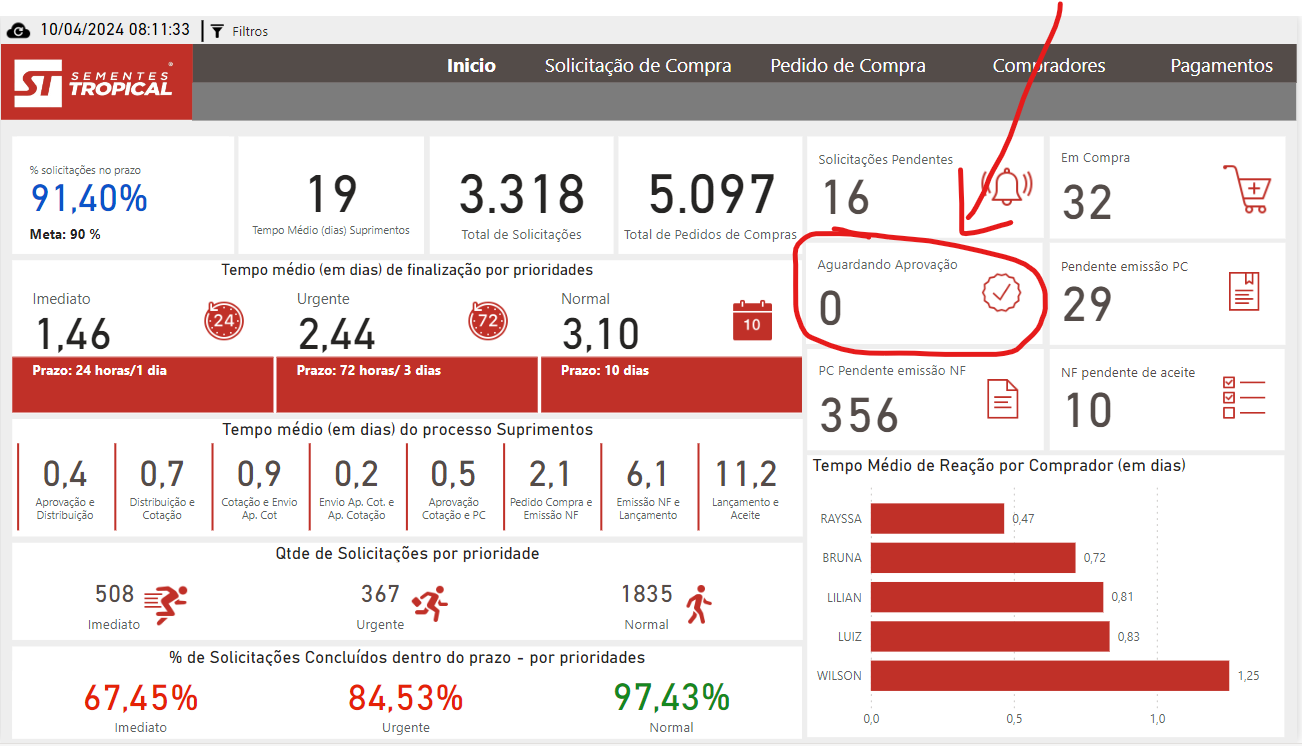 10/04/2024 08:11:33 Filtros
ST SEMENTES TROPICAL ®
Inicio Solicitação de Compra Pedido de Compra Compradores Pagamentos
% solicitações no prazo
91,40%
Meta: 90 %
19
Tempo Médio (dias) Suprimentos
3.318
Total de Solicitações
5.097
Total de Pedidos de Compras
Solicitações Pendentes
16
Em Compra
32
Aguardando Aprovação
0
Pendente emissão PC
29
PC Pendente emissão NF
356
NF pendente de aceite
10
Tempo médio (em dias) de finalização por prioridades
Imediato
1,46
24
Prazo: 24 horas/1 dia
Urgente
2,44
72
Prazo: 72 horas/ 3 dias
Normal
3,10
10
Prazo: 10 dias
Tempo médio (em dias) do processo Suprimentos
0,4
Aprovação e
Distribuição
0,7
Distribuição e
Cotação
0,9
Cotação e Envio
Ap. Cot
0,2
Envio Ap. Cot. e
Ap. Cotação
0,5
Aprovação
Cotação e PC
2,1
Pedido Compra e
Emissão NF
6,1
Emissão NF e
Lançamento
11,2
Lançamento e
Aceite
Qtde de Solicitações por prioridade
508
Imediato
367
Urgente
1835
Normal
% de Solicitações Concluídos dentro do prazo - por prioridades
67,45%
Imediato
84,53%
Urgente
97,43%
Normal
Tempo Médio de Reação por Comprador (em dias)
RAYSSA 0,47
BRUNA 0,72
LILIAN 0,81
LUIZ 0,83
WILSON 1,25
0,0 0,5 1,0